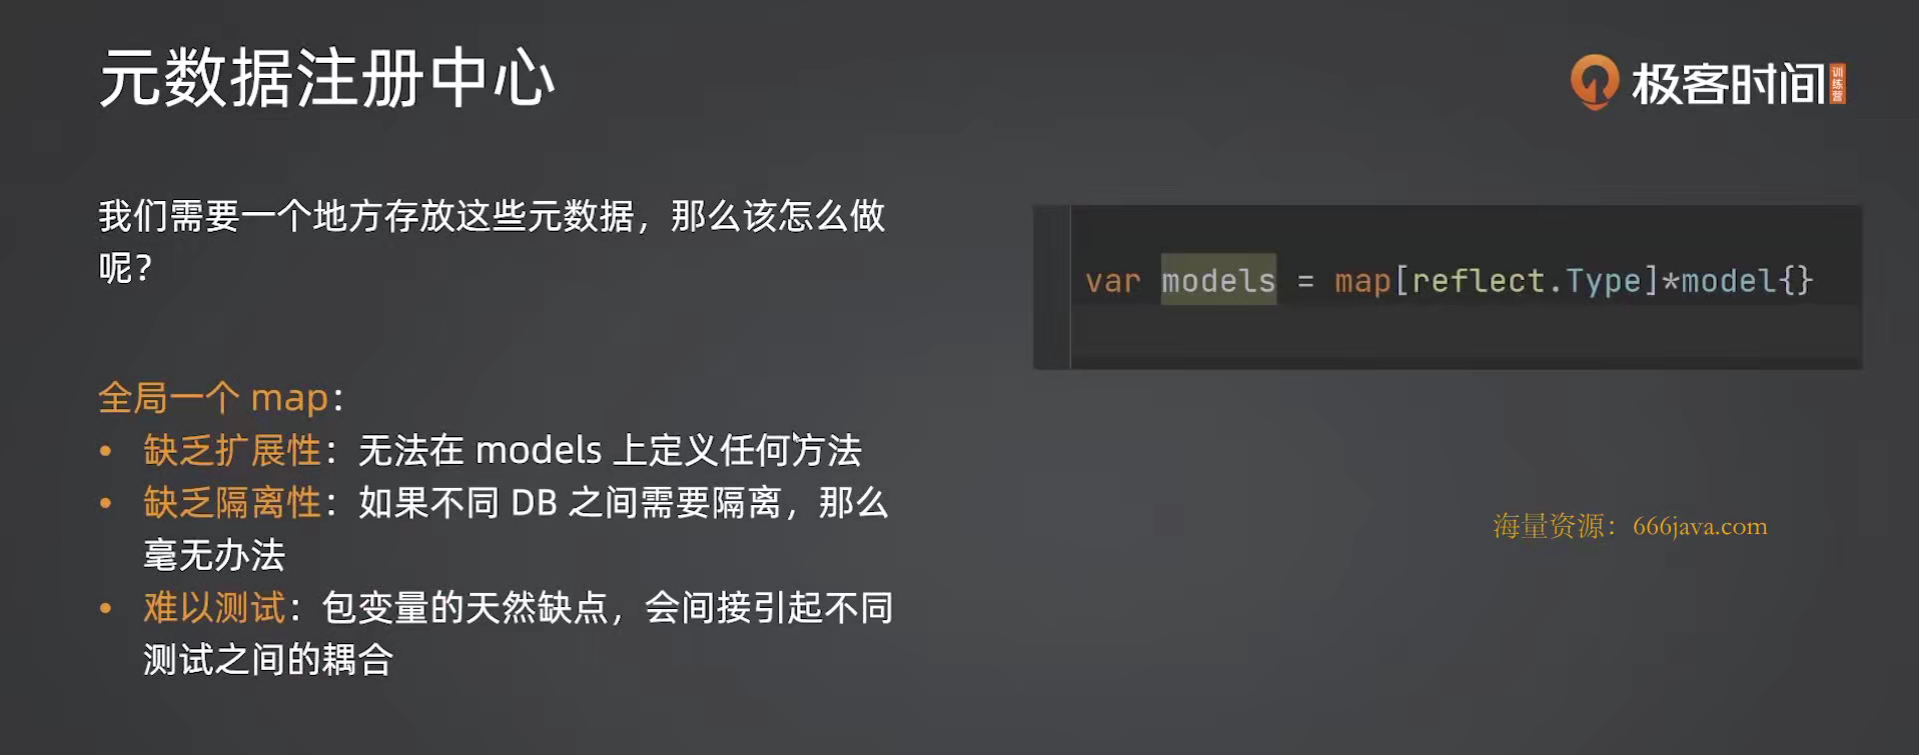 元数据注册中心
极客时间 训练营
我们需要一个地方存放这些元数据，那么该怎么做
呢？
var models = map[reflect.Type]*model{}
全局一个 map：
• 缺乏扩展性：无法在 models 上定义任何方法
• 缺乏隔离性：如果不同 DB 之间需要隔离，那么
毫无办法
• 难以测试：包变量的天然缺点，会间接引起不同
测试之间的耦合
海量资源：666java.com